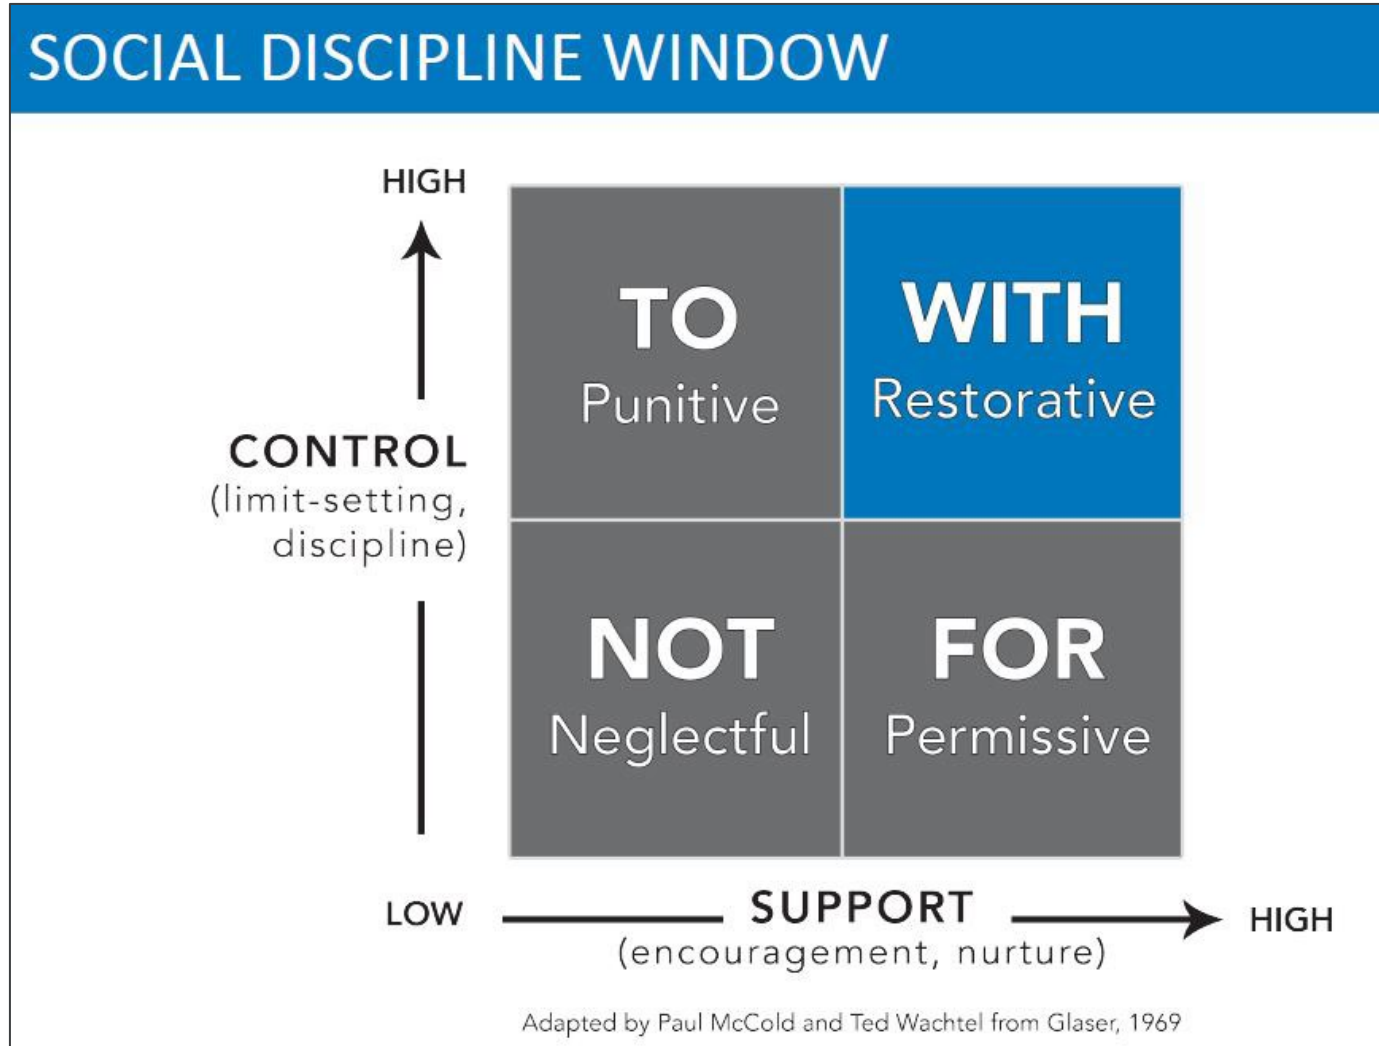 SOCIAL DISCIPLINE WINDOW
HIGH
TO
Punitive
WITH
Restorative
CONTROL
(limit-setting,
discipline)
NOT
Neglectful
FOR
Permissive
LOW
SUPPORT
HIGH
(encouragement, nurture)
Adapted by Paul McCold and Ted Wachtel from Glaser, 1969